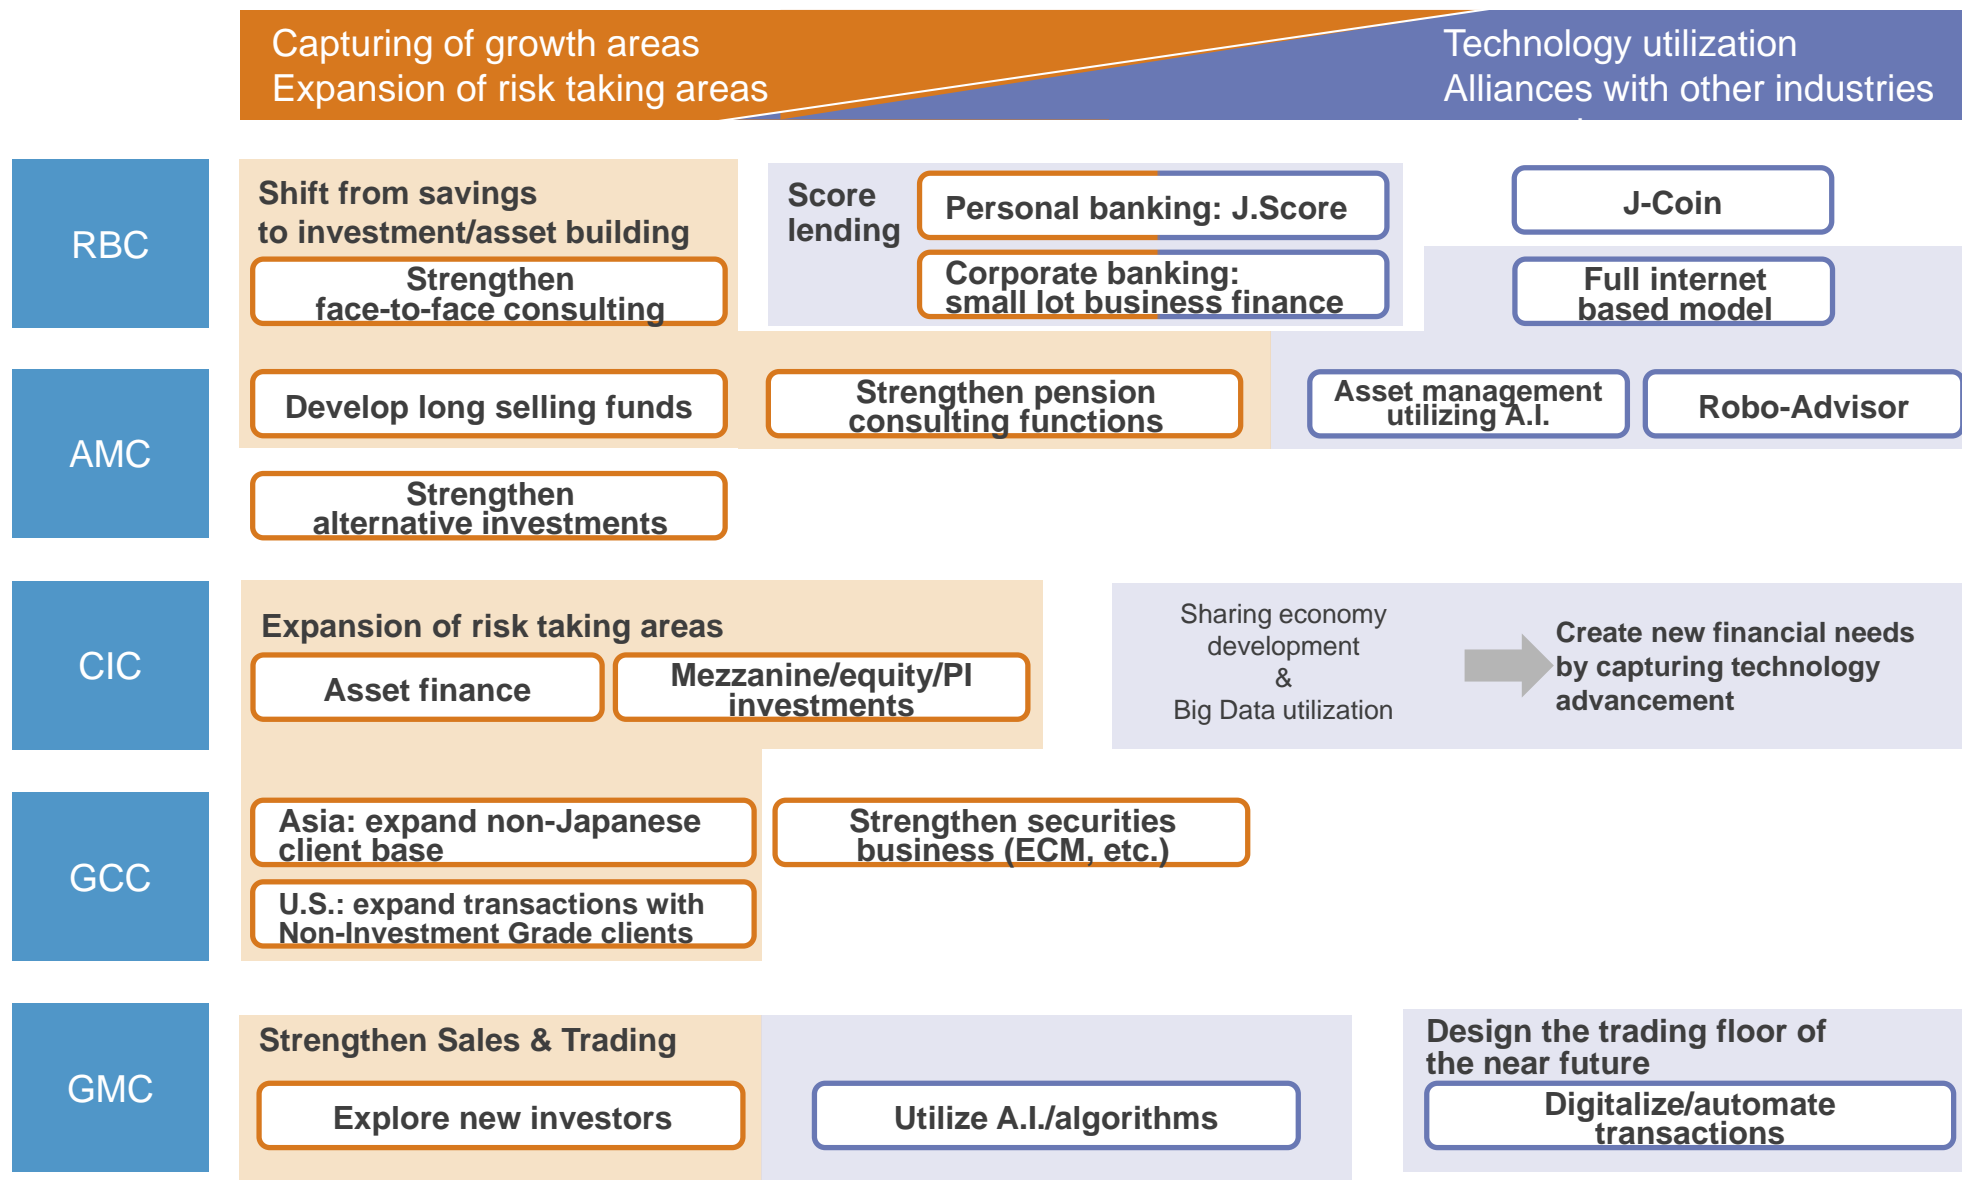 Capturing of growth areas
Expansion of risk taking areas
Technology utilization
Alliances with other industries
RBC
Shift from savings
to investment/asset building
Strengthen
face-to-face consulting
Score
lending
Personal banking: J.Score
Corporate banking:
small lot business finance
J-Coin
Full internet
based model
AMC
Develop long selling funds
Strengthen pension
consulting functions
Asset management
utilizing A.I.
Robo-Advisor
Strengthen
alternative investments
CIC
Expansion of risk taking areas
Asset finance
Mezzanine/equity/PI
investments
Sharing economy
development
&
Big Data utilization
Create new financial needs
by capturing technology
advancement
GCC
Asia: expand non-Japanese
client base
Strengthen securities
business (ECM, etc.)
U.S.: expand transactions with
Non-Investment Grade clients
GMC
Strengthen Sales & Trading
Explore new investors
Utilize A.I./algorithms
Design the trading floor of
the near future
Digitalize/automate
transactions